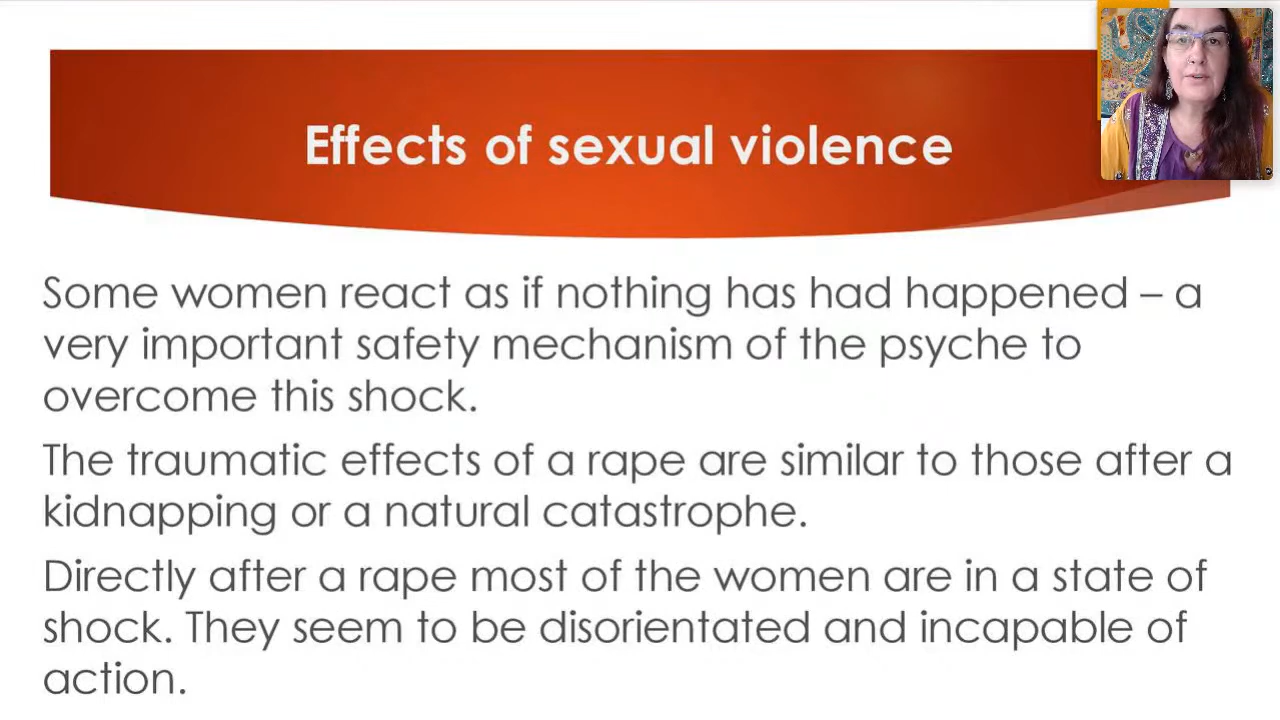 Effects of sexual violence
Some women react as if nothing has had happened – a
very important safety mechanism of the psyche to
overcome this shock.
The traumatic effects of a rape are similar to those after a
kidnapping or a natural catastrophe.
Directly after a rape most of the women are in a state of
shock. They seem to be disorientated and incapable of
action.